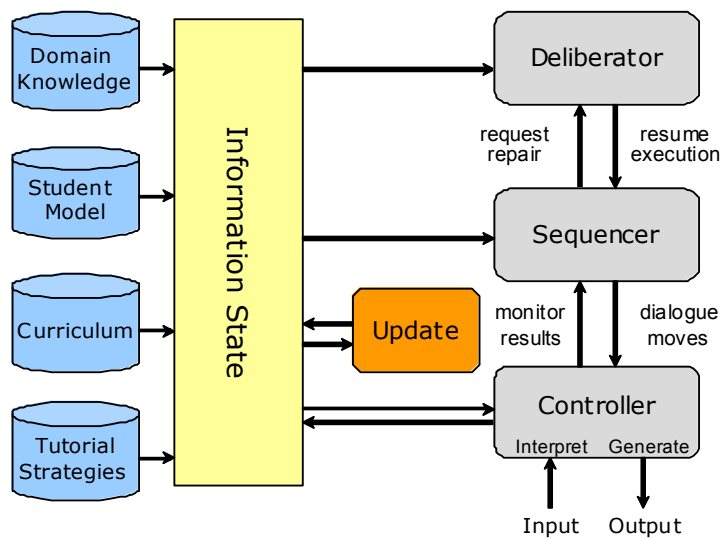 Domain
Knowledge
Student
Model
Curriculum
Tutorial
Strategies
Information State
Update
Deliberator
request
repair
resume
execution
Sequencer
monitor
results
dialogue
moves
Controller
Interpret
Generate
Input
Output